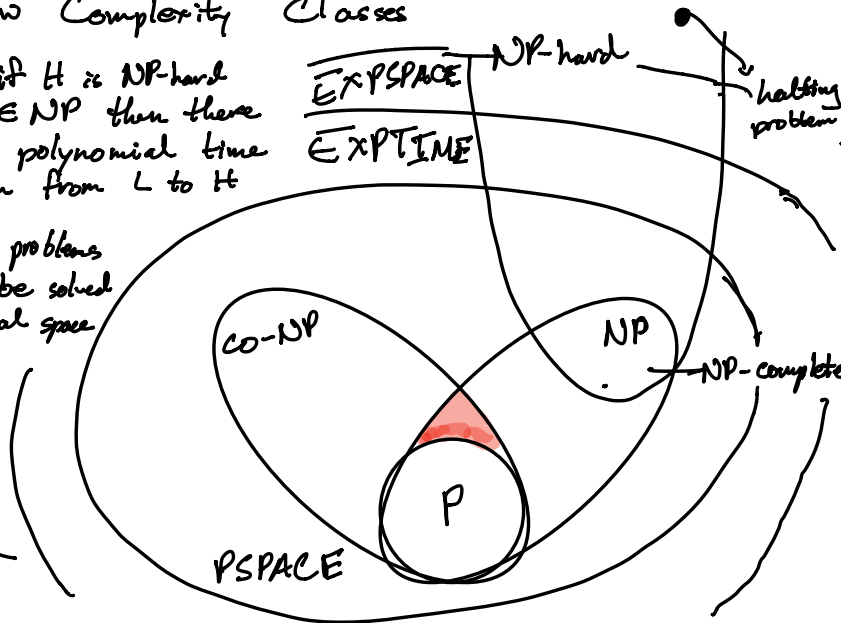 w Complexity Classes
if H is NP-hard
∈ NP then there
polynomial time
n from L to H
problems
be solved
al space
EXPSPACE
EXPTIME
NP-hard
halting
problem
co-NP
NP
NP-complete
P
PSPACE